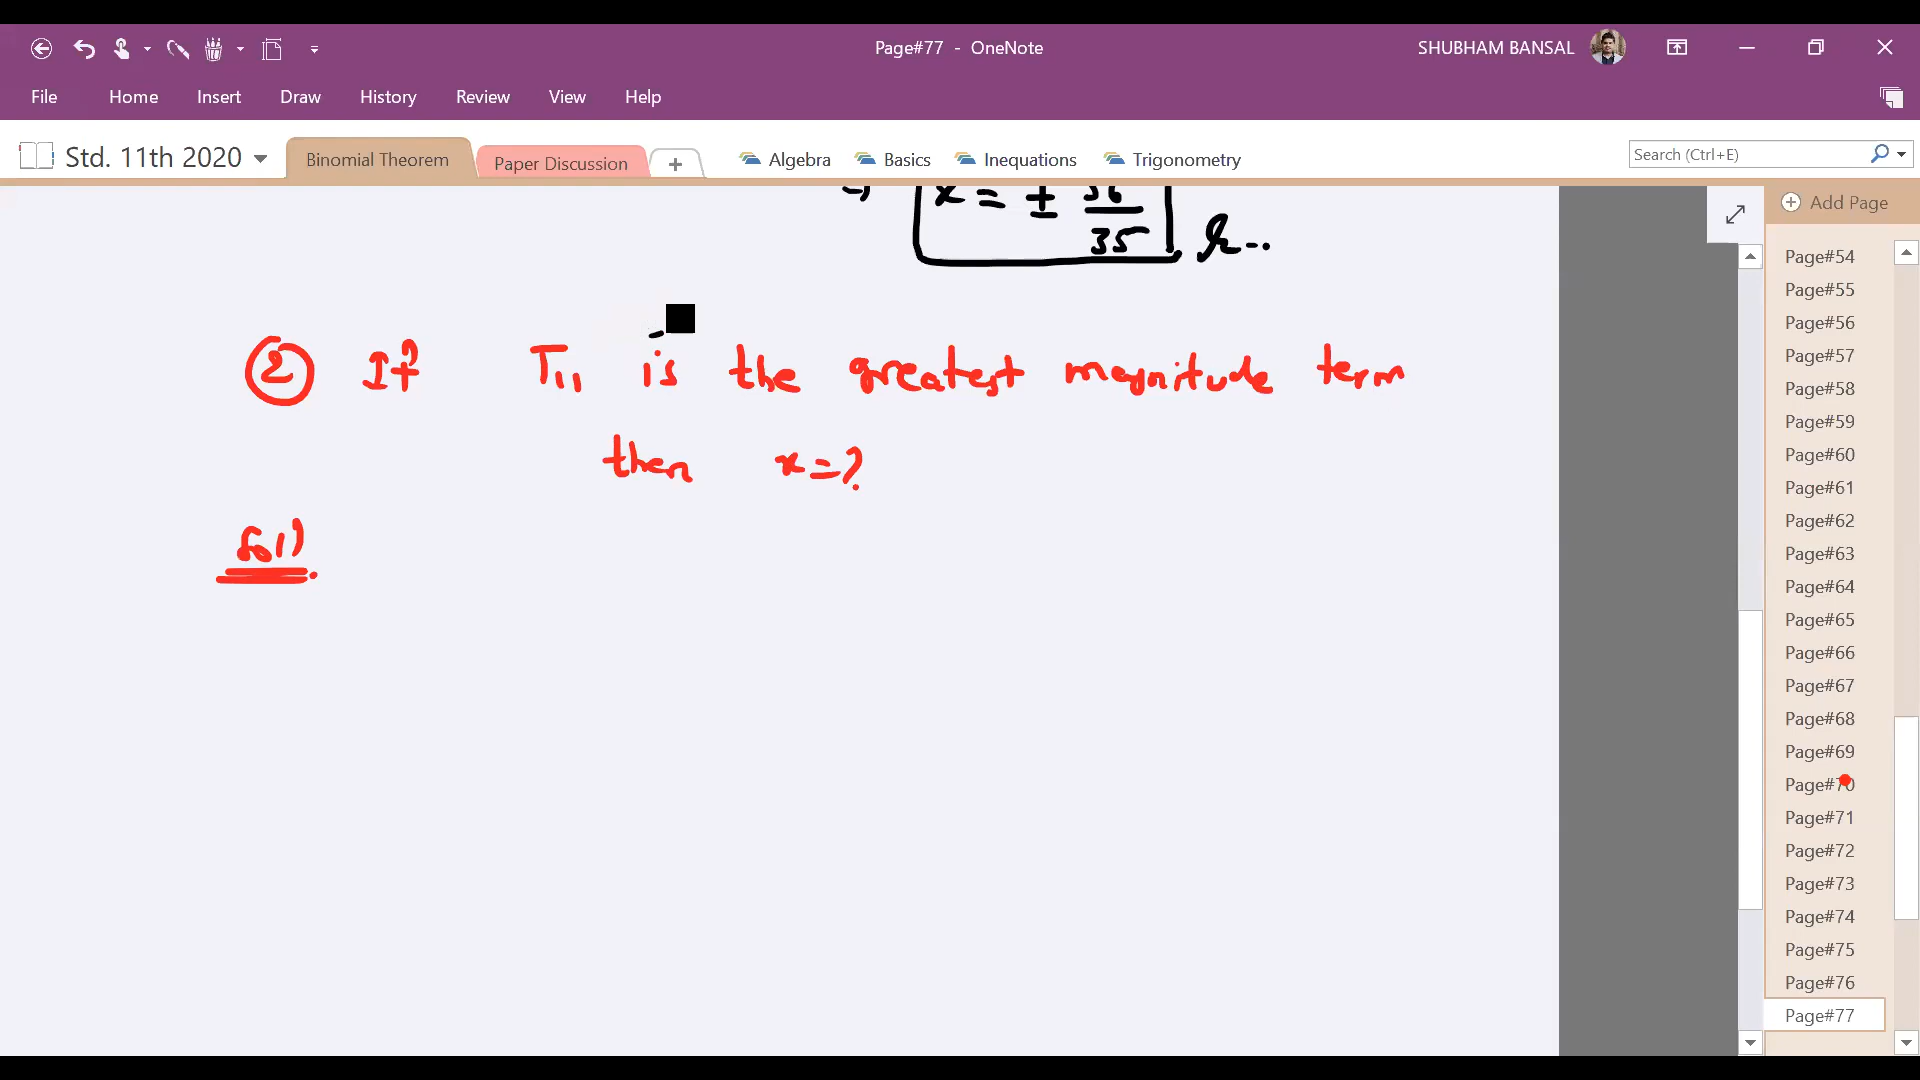 Page#77 - OneNote
SHUBHAM BANSAL
File Home Insert Draw History Review View Help
Std. 11th 2020
Binomial Theorem
Paper Discussion
+
Algebra
Basics
Inequations
Trigonometry
Search (Ctrl+E)
Add Page
x = ± 36/35
② If T₁₁ is the greatest magnitude term
then x=?
Sol)
Page#54
Page#55
Page#56
Page#57
Page#58
Page#59
Page#60
Page#61
Page#62
Page#63
Page#64
Page#65
Page#66
Page#67
Page#68
Page#69
Page#70
Page#71
Page#72
Page#73
Page#74
Page#75
Page#76
Page#77